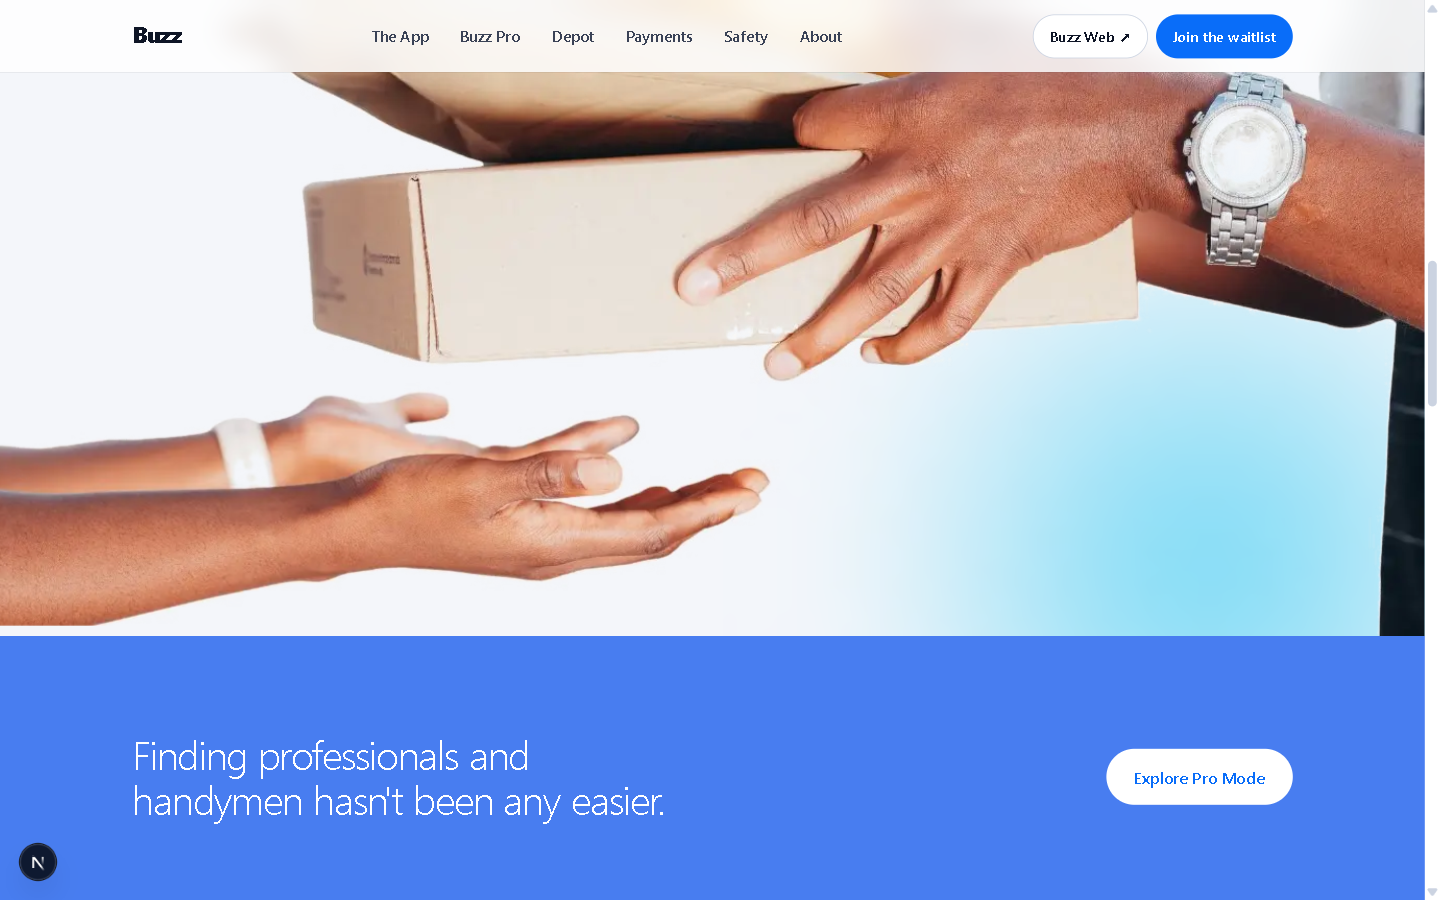 Buzz
The App
Buzz Pro
Depot
Payments
Safety
About
Buzz Web ↗
Join the waitlist
Finding professionals and
handymen hasn't been any easier.
Explore Pro Mode
N